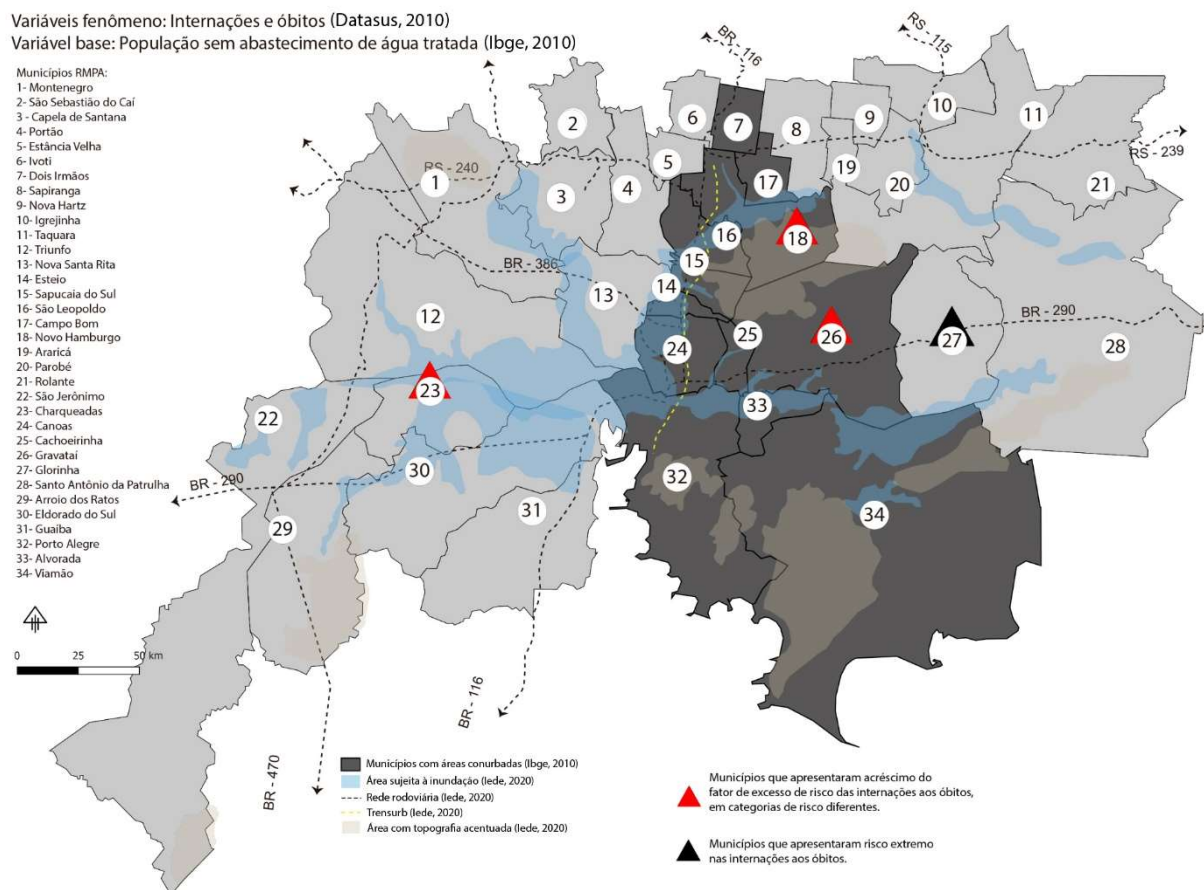 Variáveis fenômeno: Internações e óbitos (Datasus, 2010)
Variável base: População sem abastecimento de água tratada (Ibge, 2010)
Municípios RMPA:
1- Montenegro
2- São Sebastião do Caí
3 - Capela de Santana
4- Portão
5- Estância Velha
6- Ivoti
7- Dois Irmãos
8- Sapiranga
9- Nova Hartz
10- Igrejinha
11- Taquara
12- Triunfo
13- Nova Santa Rita
14- Esteio
15- Sapucaia do Sul
16- São Leopoldo
17- Campo Bom
18- Novo Hamburgo
19- Araricá
20- Parobé
21- Rolante
22- São Jerônimo
23- Charqueadas
24- Canoas
25- Cachoeirinha
26- Gravataí
27- Glorinha
28- Santo Antônio da Patrulha
29- Arroio dos Ratos
30- Eldorado do Sul
31- Guaíba
32- Porto Alegre
33- Alvorada
34- Viamão
0 25 50 km
BR - 116
RS - 115
RS - 240
RS - 239
BR - 386
BR - 290
BR - 290
BR - 116
BR - 470
1
2
3
4
5
6
7
8
9
10
11
12
13
14
15
16
17
18
19
20
21
22
23
24
25
26
27
28
29
30
31
32
33
34
Municípios com áreas conurbadas (Ibge, 2010)
Área sujeita à inundação (Iede, 2020)
Rede rodoviária (Iede, 2020)
Trensurb (Iede, 2020)
Área com topografia acentuada (Iede, 2020)
Municípios que apresentaram acréscimo do
fator de excesso de risco das internações aos óbitos,
em categorias de risco diferentes.
Municípios que apresentaram risco extremo
nas internações aos óbitos.